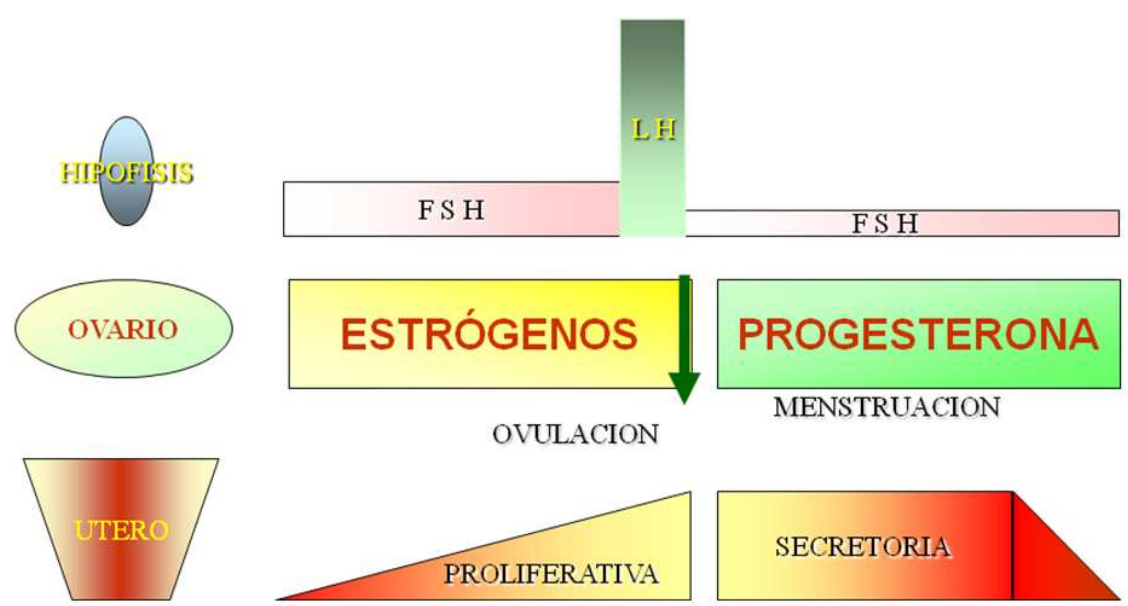 L H
HIPOFISIS
F S H
F S H
OVARIO
ESTRÓGENOS
PROGESTERONA
MENSTRUACION
OVULACION
UTERO
PROLIFERATIVA
SECRETORIA